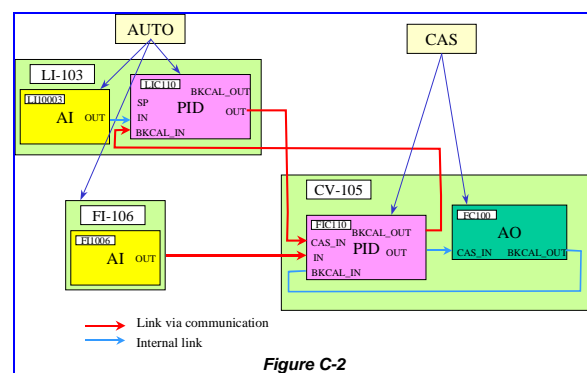 AUTO
CAS
LI-103
LI10003
AI
OUT
LIC110
BKCAL_OUT
SP
PID
OUT
IN
BKCAL_IN
CV-105
FI-106
FI1006
AI
OUT
FIC110
BKCAL_OUT
CAS_IN
PID
OUT
IN
BKCAL_IN
FC100
AO
CAS_IN
BKCAL_OUT
Link via communication
Internal link
Figure C-2